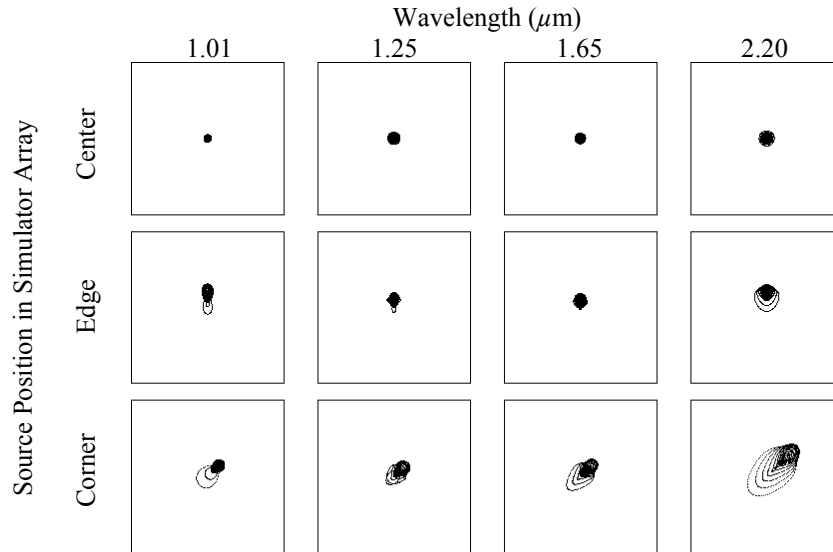 Wavelength (µm)
1.01 1.25 1.65 2.20
Source Position in Simulator Array
Center
Edge
Corner